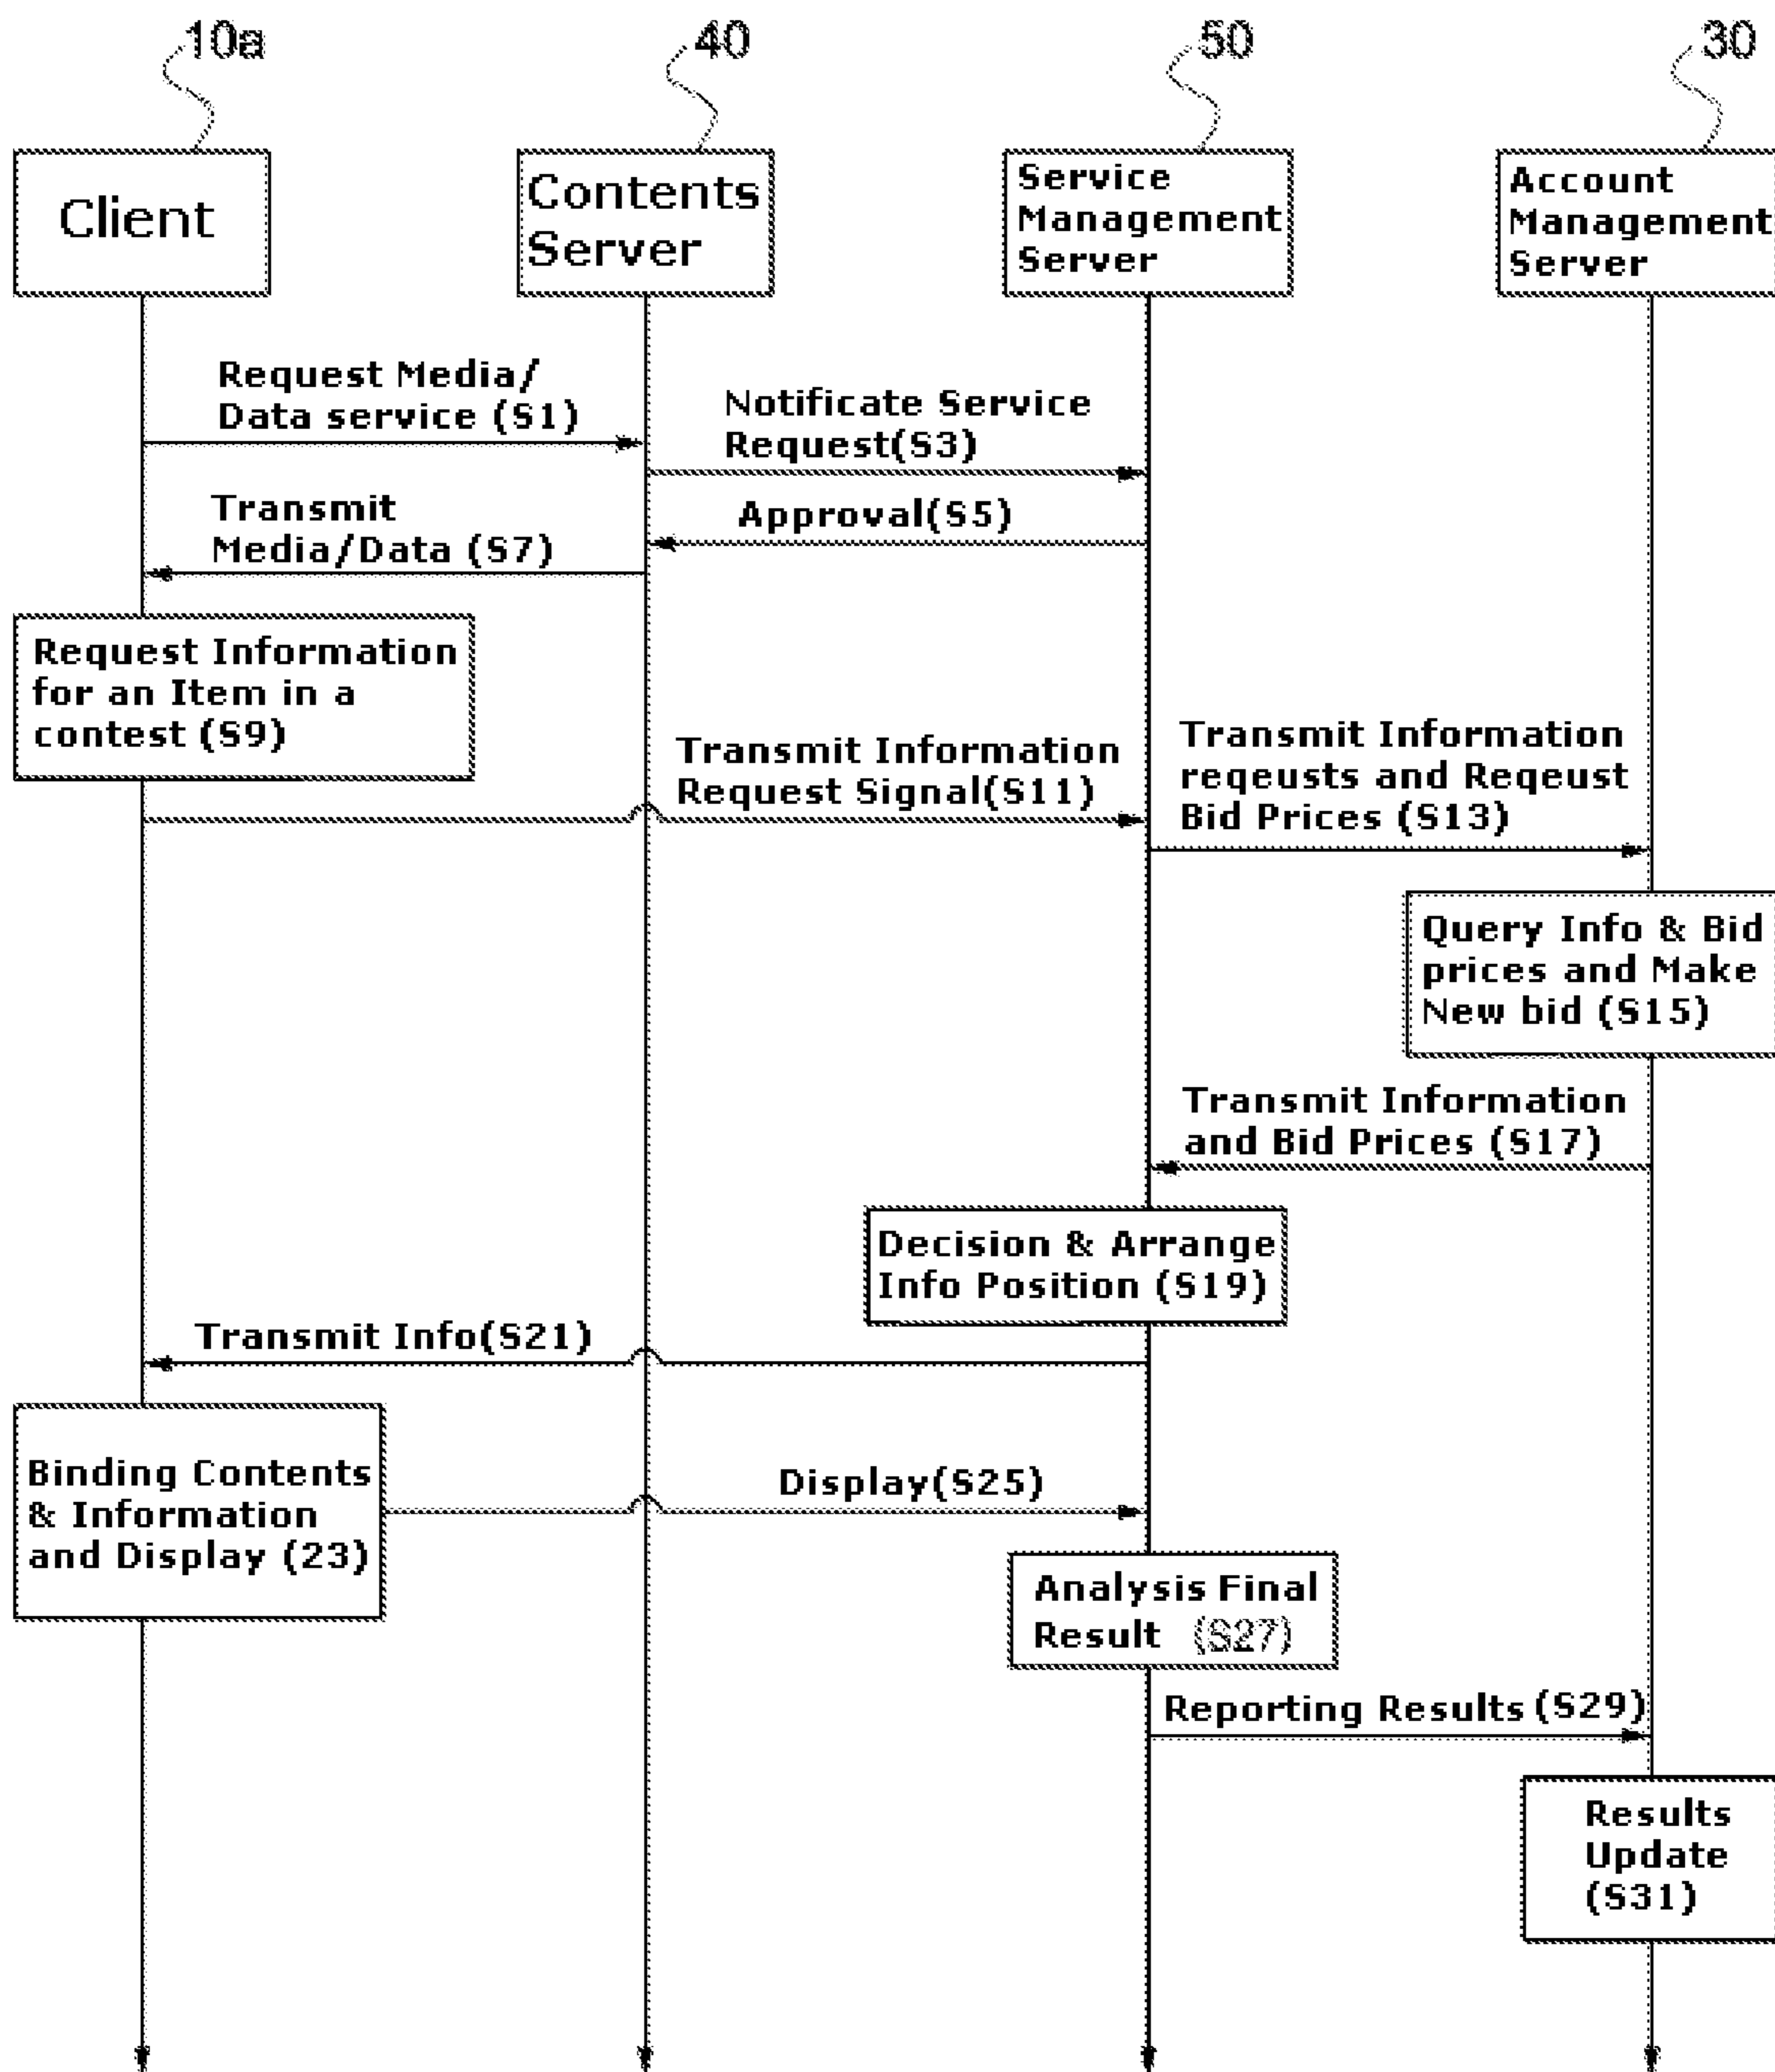 10a
40
50
30
Client
Contents
Server
Service
Management
Server
Account
Management
Server
Request Media/
Data service (S1)
Notificate Service
Request(S3)
Transmit
Media/Data (S7)
Approval(S5)
Request Information
for an Item in a
contest (S9)
Transmit Information
Request Signal(S11)
Transmit Information
reqeusts and Reqeust
Bid Prices (S13)
Query Info & Bid
prices and Make
New bid (S15)
Transmit Information
and Bid Prices (S17)
Decision & Arrange
Info Position (S19)
Transmit Info(S21)
Binding Contents
& Information
and Display (23)
Display(S25)
Analysis Final
Result (S27)
Reporting Results (S29)
Results
Update
(S31)